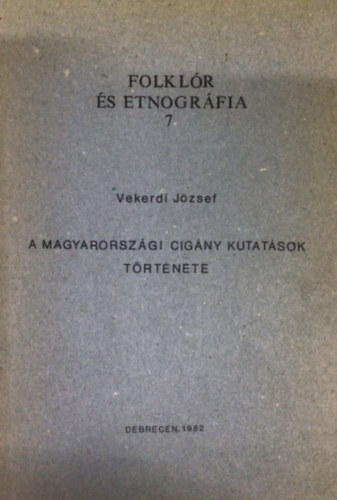 FOLKLÓR
ÉS ETNOGRÁFIA
7
Vekerdi József
A MAGYARORSZÁGI CIGÁNY KUTATÁSOK
TÖRTÉNETE
DEBRECEN, 1982